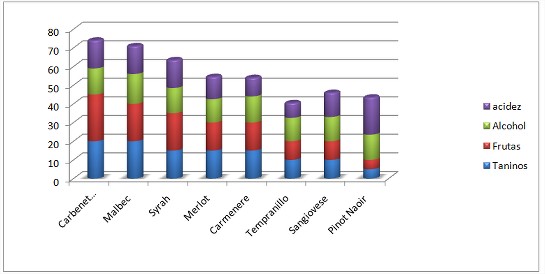 80
70
60
50
40
30
20
10
0
Carbenet...
Malbec
Syrah
Merlot
Carmenere
Tempranillo
Sangiovese
Pinot Naoir
acidez
Alcohol
Frutas
Taninos